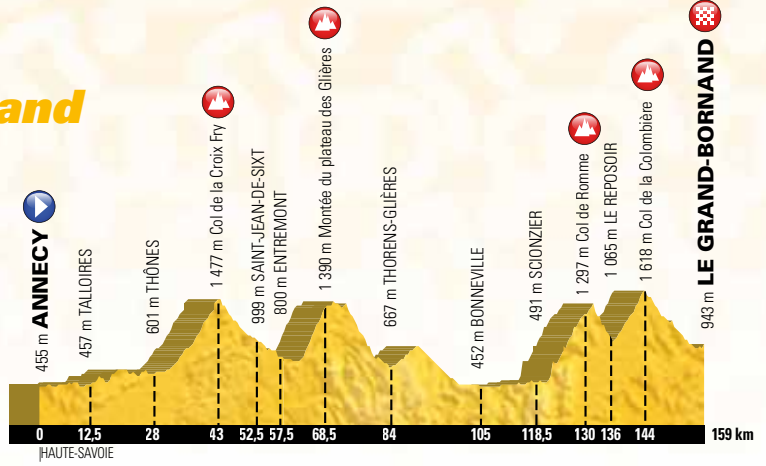 and
455 m ANNECY
457 m TALLOIRES
601 m THÔNES
1 477 m Col de la Croix Fry
999 m SAINT-JEAN-DE-SIXT
800 m ENTREMONT
1 390 m Montée du plateau des Glières
667 m THORENS-GLIÈRES
452 m BONNEVILLE
491 m SCIONZIER
1 297 m Col de Romme
1 065 m LE REPOSOIR
1 618 m Col de la Colombière
943 m LE GRAND-BORNAND
0 12,5 28 43 52,5 57,5 68,5 84 105 118,5 130 136 144 159 km
HAUTE-SAVOIE